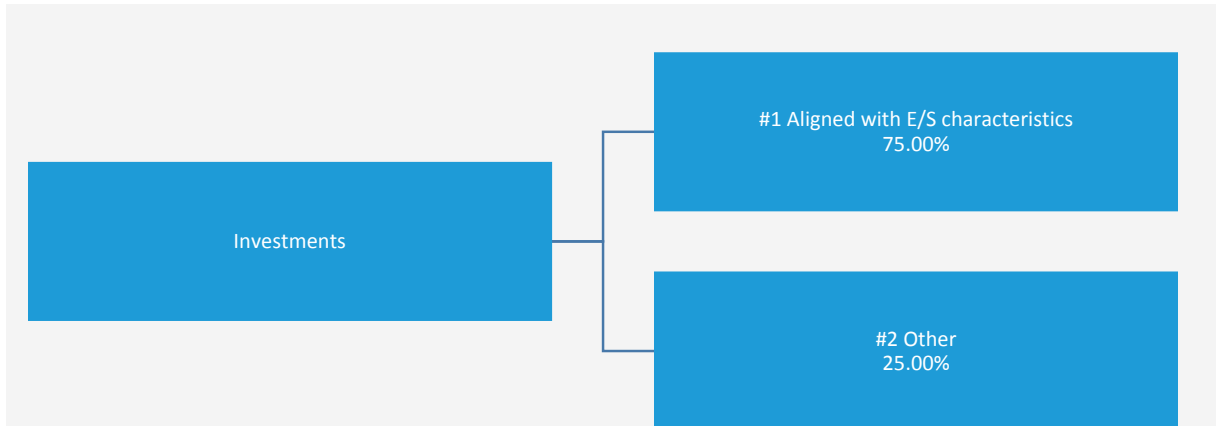 #1 Aligned with E/S characteristics
75.00%
Investments
#2 Other
25.00%